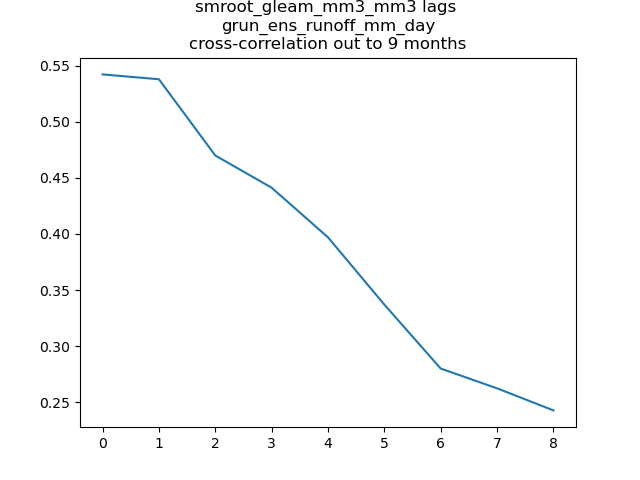 smroot_gleam_mm3_mm3 lags
grun_ens_runoff_mm_day
cross-correlation out to 9 months
0.55
0.50
0.45
0.40
0.35
0.30
0.25
0 1 2 3 4 5 6 7 8